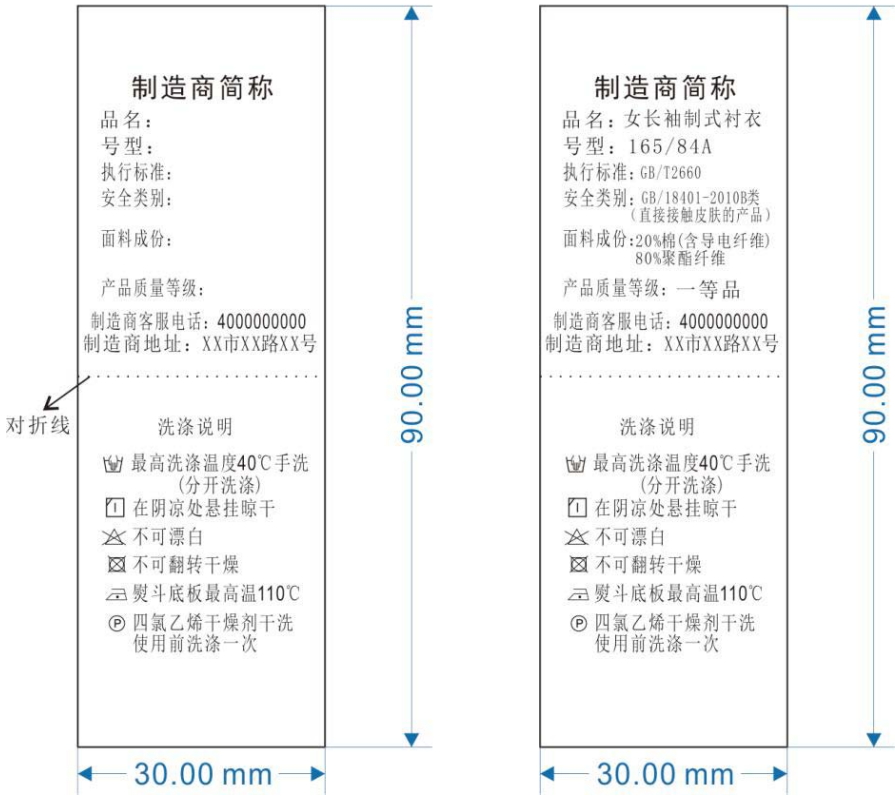 制造商简称
品名：
号型：
执行标准：
安全类别：
面料成份：
产品质量等级：
制造商客服电话：4000000000
制造商地址：XX市XX路XX号
对折线
洗涤说明
最高洗涤温度40℃手洗
(分开洗涤)
在阴凉处悬挂晾干
不可漂白
不可翻转干燥
熨斗底板最高温110℃
P 四氯乙烯干燥剂干洗
使用前洗涤一次
30.00 mm
90.00 mm
制造商简称
品名：女长袖制式衬衣
号型：165/84A
执行标准：GB/T2660
安全类别：GB/18401-2010B类
（直接接触皮肤的产品）
面料成份:20%棉(含导电纤维)
80%聚酯纤维
产品质量等级：一等品
制造商客服电话：4000000000
制造商地址：XX市XX路XX号
洗涤说明
最高洗涤温度40℃手洗
(分开洗涤)
在阴凉处悬挂晾干
不可漂白
不可翻转干燥
熨斗底板最高温110℃
P 四氯乙烯干燥剂干洗
使用前洗涤一次
30.00 mm
90.00 mm